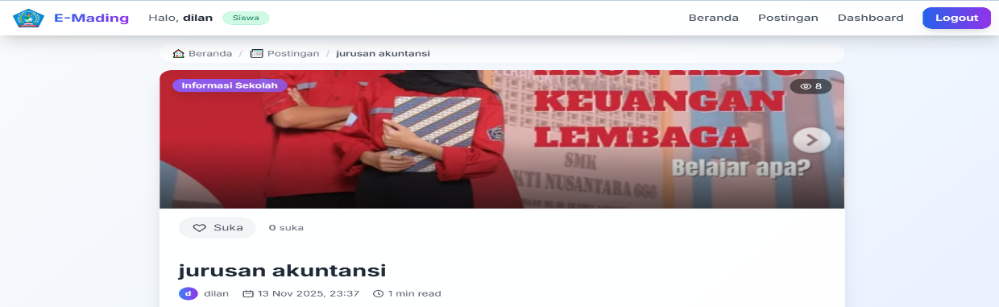 E-Mading
Halo, dilan
Siswa
Beranda
Postingan
Dashboard
Logout
Beranda / Postingan / jurusan akuntansi
Informasi Sekolah
8
KEUANGAN
LEMBAGA
SMK
KTI NUSANTARA 666
Belajar apa?
Suka
0 suka
jurusan akuntansi
d
dilan
13 Nov 2025, 23:37
1 min read